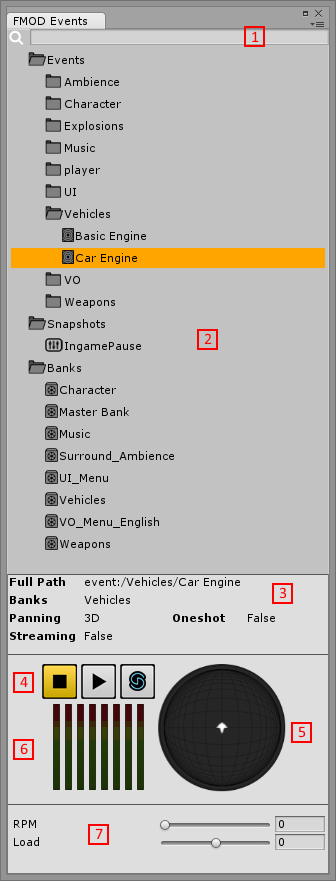 FMOD Events
1
Events
Ambience
Character
Explosions
Music
player
UI
Vehicles
Basic Engine
Car Engine
VO
Weapons
Snapshots
IngamePause
2
Banks
Character
Master Bank
Music
Surround_Ambience
UI_Menu
Vehicles
VO_Menu_English
Weapons
Full Path event:/Vehicles/Car Engine
3
Banks Vehicles
Panning 3D Oneshot False
Streaming False
4
5
6
RPM 0
7
Load 0